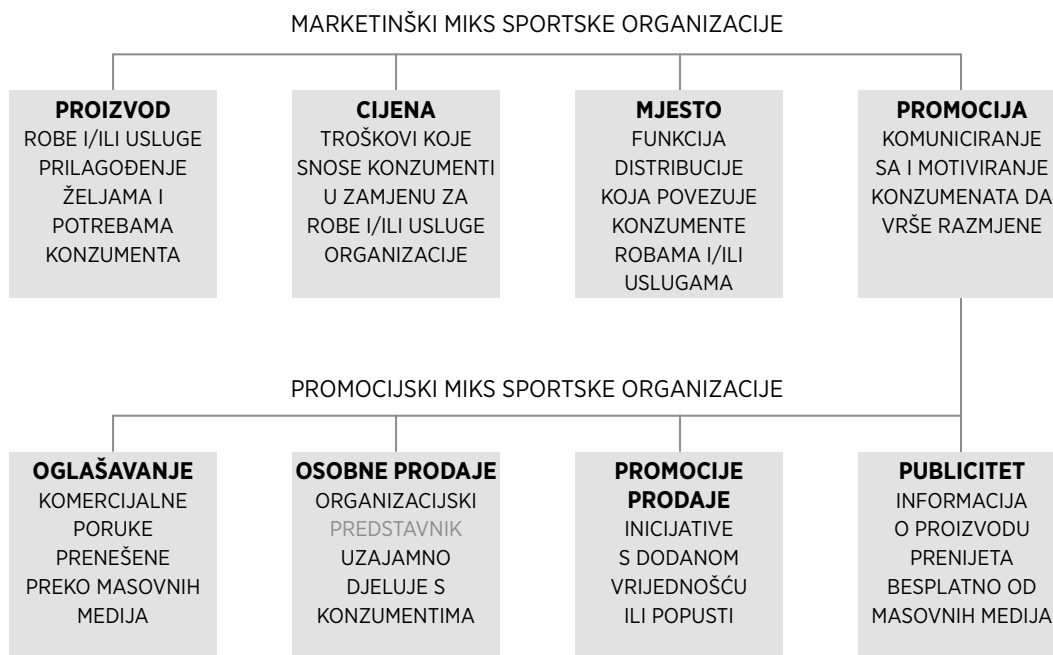 MARKETINŠKI MIKS SPORTSKE ORGANIZACIJE
PROIZVOD
ROBE I/ILI USLUGE
PRILAGOĐENJE
ŽELJAMA I
POTREBAMA
KONZUMENTA
CIJENA
TROŠKOVI KOJE
SNOSE KONZUMENTI
U ZAMJENU ZA
ROBE I/ILI USLUGE
ORGANIZACIJE
MJESTO
FUNKCIJA
DISTRIBUCIJE
KOJA POVEZUJE
KONZUMENTE
ROBAMA I/ILI
USLUGAMA
PROMOCIJA
KOMUNICIRANJE
SA I MOTIVIRANJE
KONZUMENATA DA
VRŠE RAZMJENE
PROMOCIJSKI MIKS SPORTSKE ORGANIZACIJE
OGLAŠAVANJE
KOMERCIJALNE
PORUKE
PRENEŠENE
PREKO MASOVNIH
MEDIJA
OSOBNE PRODAJE
ORGANIZACIJSKI
PREDSTAVNIK
UZAJAMNO
DJELUJE S
KONZUMENTIMA
PROMOCIJE
PRODAJE
INICIJATIVE
S DODANOM
VRIJEDNOŠĆU
ILI POPUSTI
PUBLICITET
INFORMACIJA
O PROIZVODU
PRENIJETA
BESPLATNO OD
MASOVNIH MEDIJA